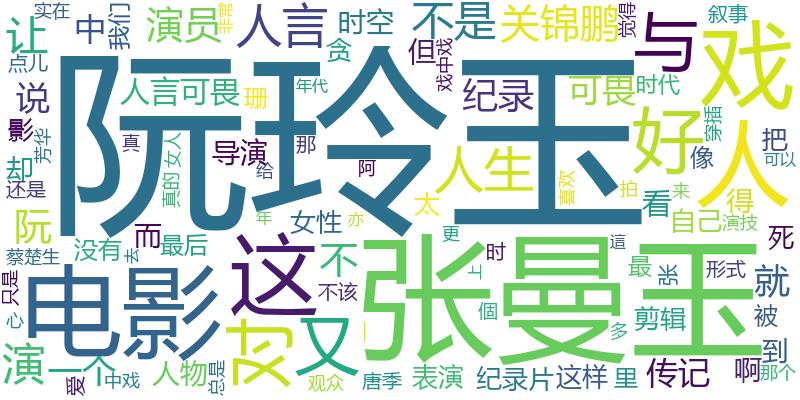 实在
让
中
我们
演员
非常
人言
时空
不是
关锦鹏
觉得
叙事
点儿
贪
但
戏中戏
与
戏
说
人言可畏
珊
年代
纪录
可畏
时代
影
芳华
阮玲玉
好
人
穿插
却
真
导演
那
阿
人生
把
还是
真的
女人
给
喜欢
拍
像
可以
阮
而
女性
年
亦
太
看
来
得
自己
演技
蔡楚生
没有
去
最后
这
不
更
时
张曼玉
這
最
张
死
只是
电影
不该
上
形式
就
心
对
又
個
多
剪辑
被
到
演
一个
中戏
爱
人物
总是
观众
唐季
表演
纪录片
这样
里
传记
啊
那个